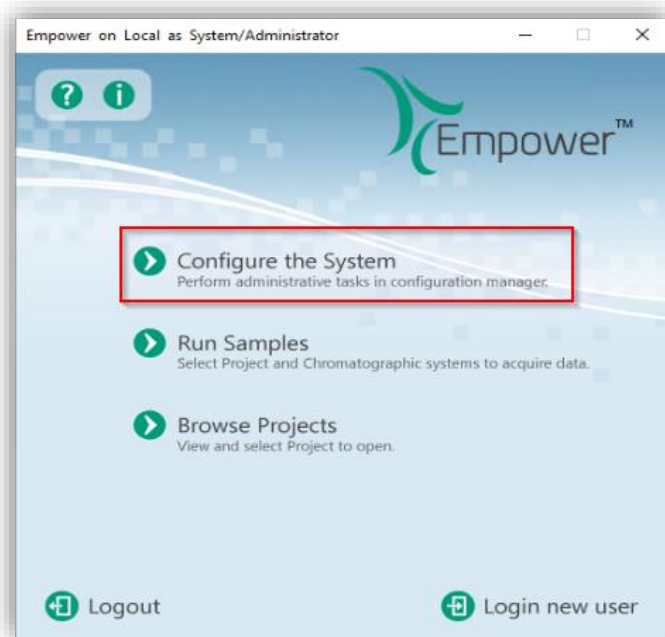 Empower on Local as System/Administrator
? i
Empower™
Configure the System
Perform administrative tasks in configuration manager.
Run Samples
Select Project and Chromatographic systems to acquire data.
Browse Projects
View and select Project to open.
Logout
Login new user